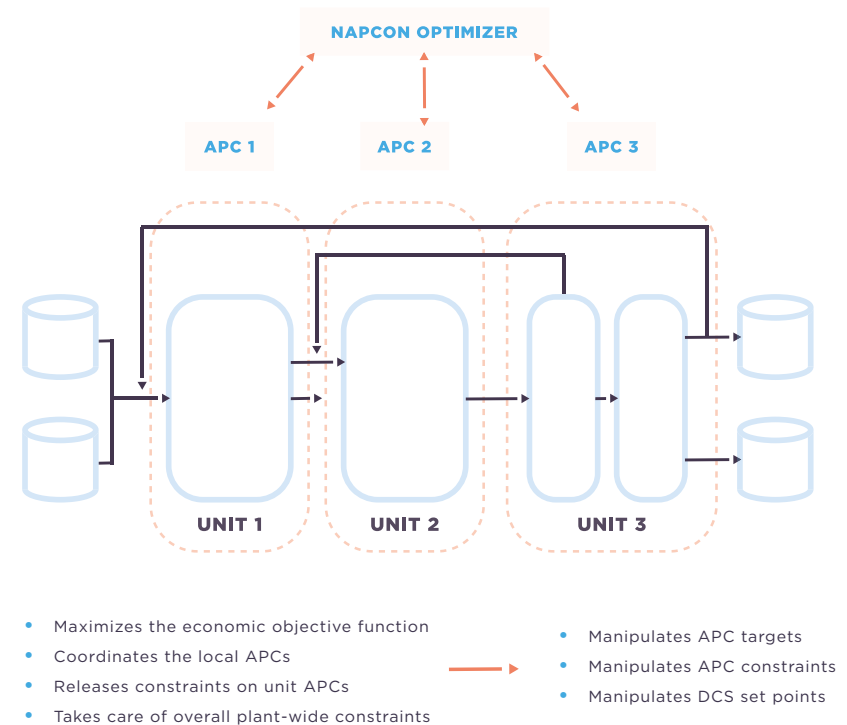 NAPCON OPTIMIZER
APC 1
APC 2
APC 3
UNIT 1
UNIT 2
UNIT 3
• Maximizes the economic objective function
• Coordinates the local APCs
• Releases constraints on unit APCs
• Takes care of overall plant-wide constraints
• Manipulates APC targets
• Manipulates APC constraints
• Manipulates DCS set points